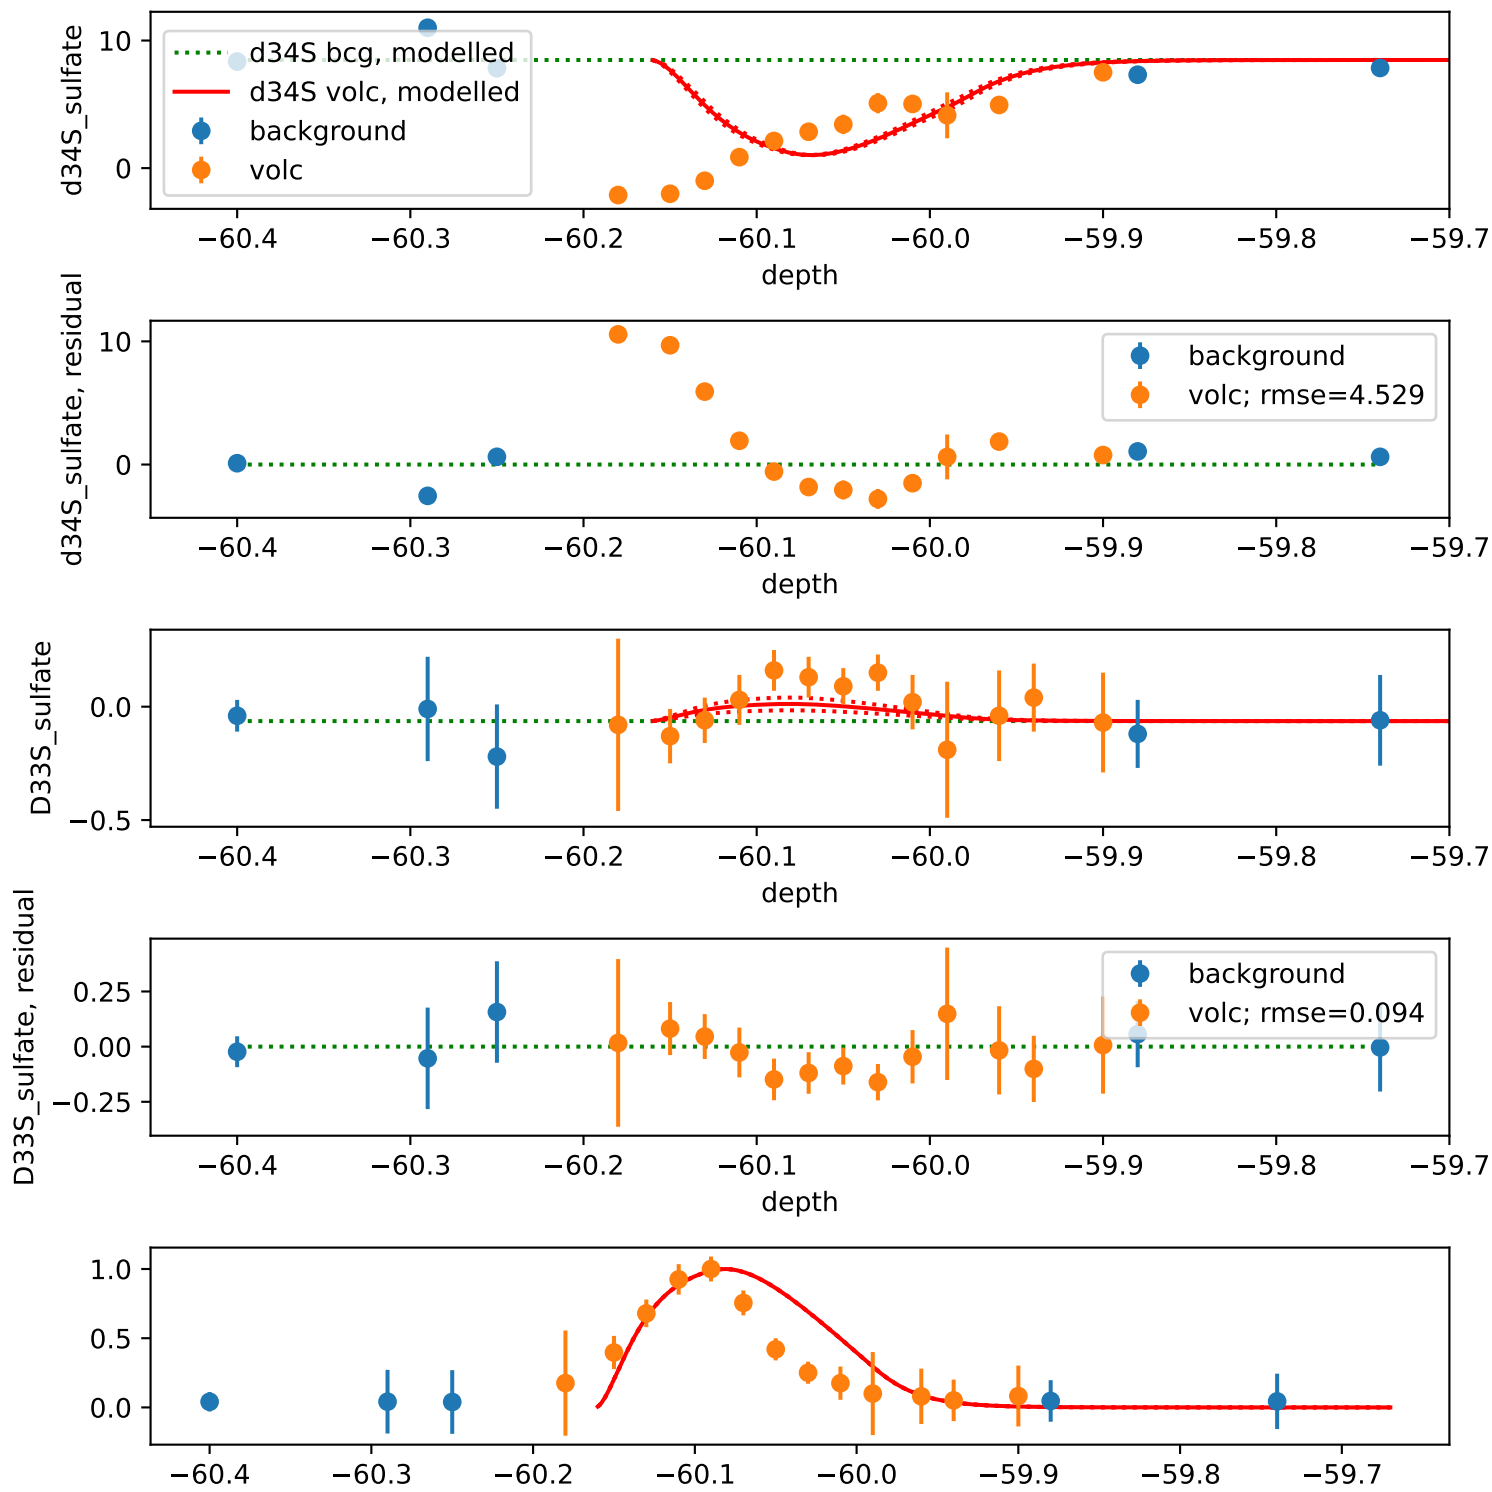 10
0
d34S_sulfate
d34S bcg, modelled
d34S volc, modelled
background
volc
−60.4 −60.3 −60.2 −60.1 −60.0 −59.9 −59.8 −59.7
depth
10
0
d34S_sulfate, residual
background
volc; rmse=4.529
−60.4 −60.3 −60.2 −60.1 −60.0 −59.9 −59.8 −59.7
depth
0.0
−0.5
D33S_sulfate
−60.4 −60.3 −60.2 −60.1 −60.0 −59.9 −59.8 −59.7
depth
0.25
0.00
−0.25
D33S_sulfate, residual
background
volc; rmse=0.094
−60.4 −60.3 −60.2 −60.1 −60.0 −59.9 −59.8 −59.7
depth
1.0
0.5
0.0
−60.4 −60.3 −60.2 −60.1 −60.0 −59.9 −59.8 −59.7